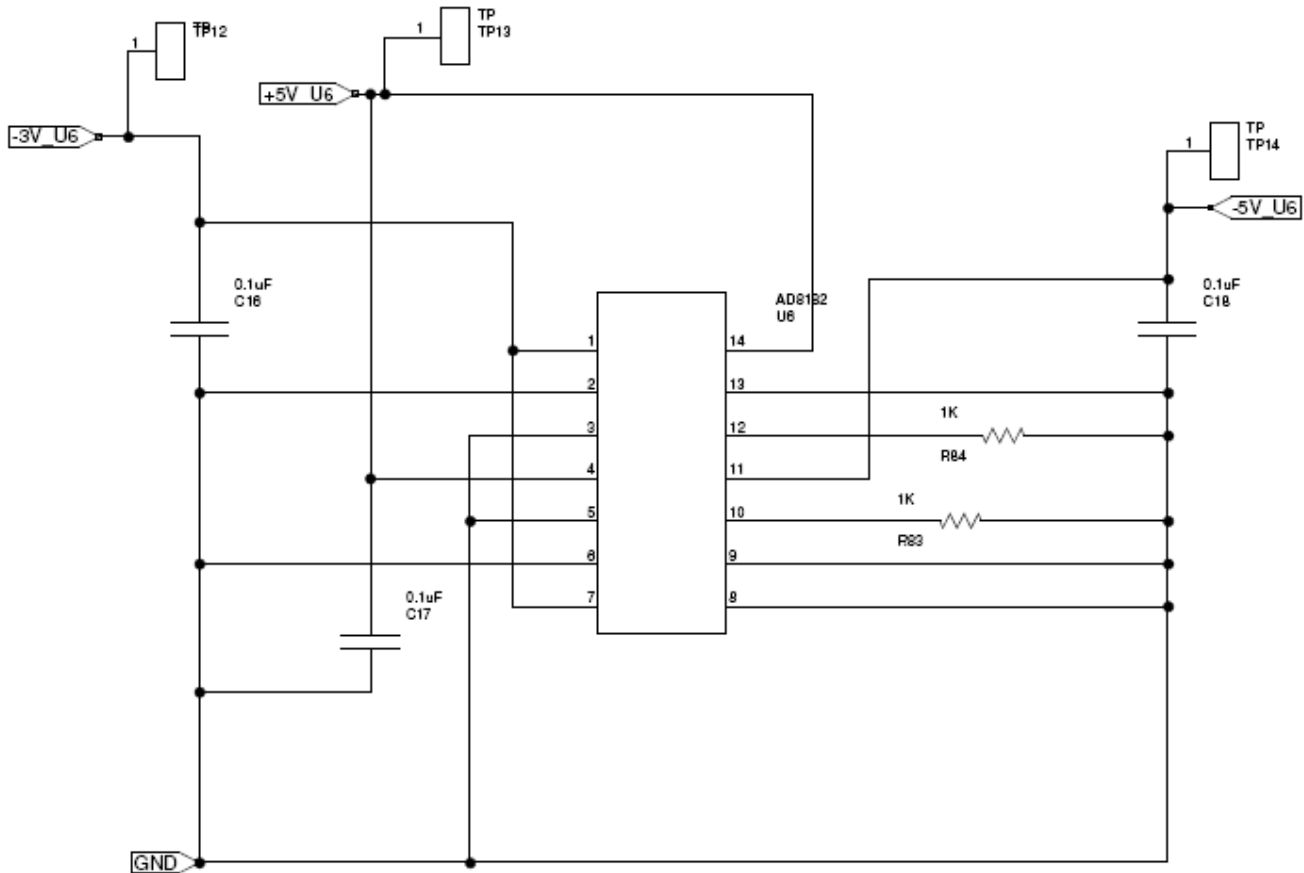 TP
1
TP12
TP
1
TP13
+5V_U6
-3V_U6
TP
1
TP14
-5V_U6
0.1uF
C16
AD8182
U6
0.1uF
C18
1
14
2
13
1K
3
12
R84
4
11
1K
5
10
R83
6
9
0.1uF
C17
7
8
GND